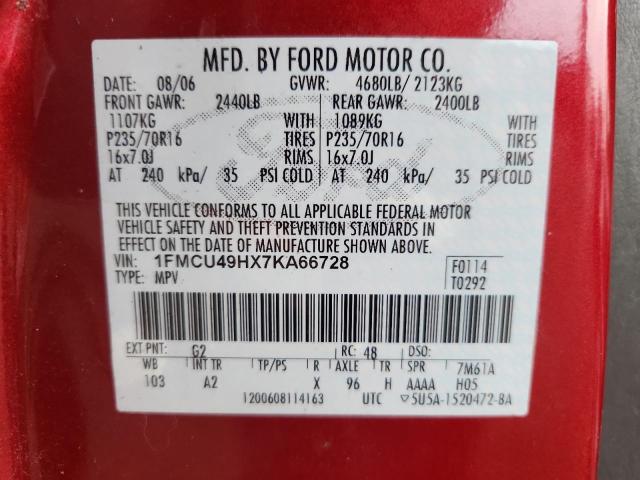 MFD. BY FORD MOTOR CO.
DATE: 08/06 GVWR: 4680LB/ 2123KG
FRONT GAWR: 2440LB REAR GAWR: 2400LB
1107KG WITH 1089KG WITH
P235/70R16 TIRES P235/70R16 TIRES
16x7.0J RIMS 16x7.0J RIMS
AT 240 kPa/ 35 PSI COLD AT 240 kPa/ 35 PSI COLD
THIS VEHICLE CONFORMS TO ALL APPLICABLE FEDERAL MOTOR
VEHICLE SAFETY AND THEFT PREVENTION STANDARDS IN
EFFECT ON THE DATE OF MANUFACTURE SHOWN ABOVE.
VIN: 1FMCU49HX7KA66728 F0114
TYPE: MPV T0292
EXT PNT: G2 RC: 48 DSO:
WB INT TR TP/PS R AXLE TR SPR 7M61A
103 A2 X 96 H AAAA H05
1200608114163 UTC ▽5U5A-1520472-BA
Ford